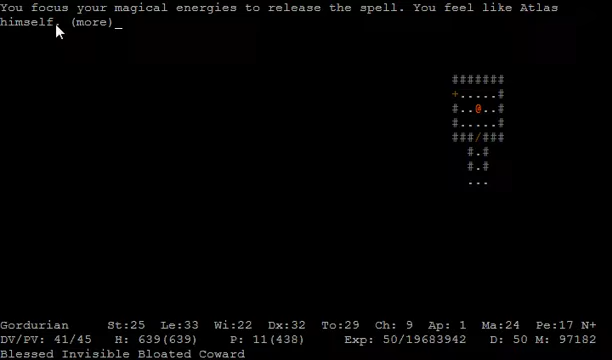 You focus your magical energies to release the spell. You feel like Atlas
himself. (more)_
#######
+.....#
#..@..#
#.....#
###/###
#.#
#.#
...
Gordurian St:25 Le:33 Wi:22 Dx:32 To:29 Ch: 9 Ap: 1 Ma:24 Pe:17 N+
DV/PV: 41/45 H: 639(639) P: 11(438) Exp: 50/19683942 D: 50 M: 97182
Blessed Invisible Bloated Coward